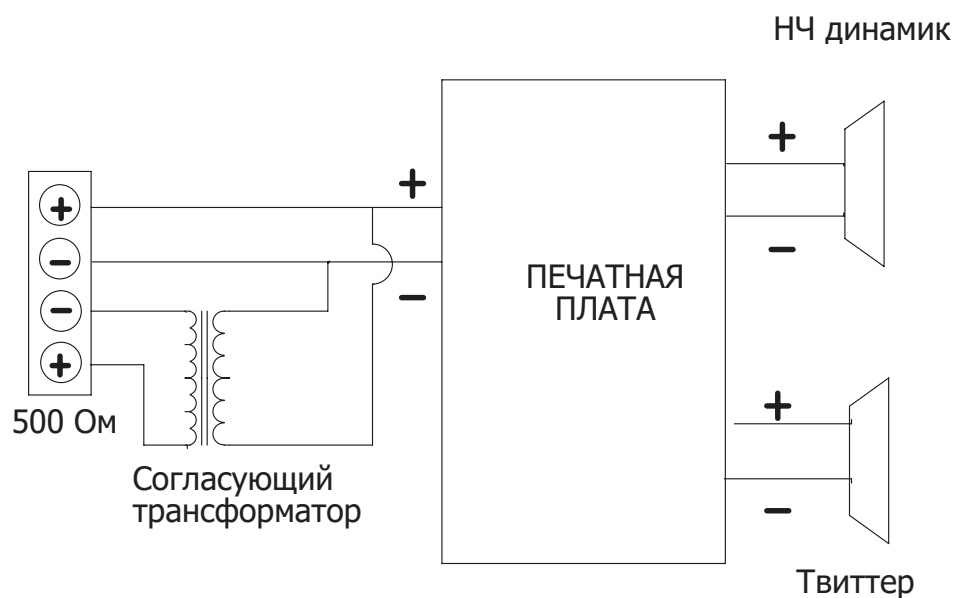 НЧ динамик
+
+
+
−
−
−
−
+
ПЕЧАТНАЯ
ПЛАТА
500 Ом
+
−
Согласующий
трансформатор
Твиттер